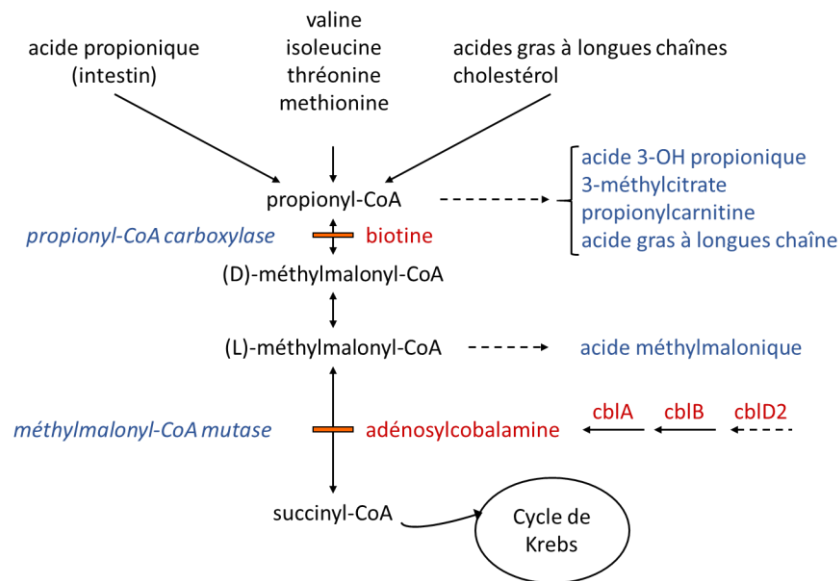 acide propionique
(intestin)
valine
isoleucine
thréonine
methionine
acides gras à longues chaînes
cholestérol
propionyl-CoA
acide 3-OH propionique
3-méthylcitrate
propionylcarnitine
acide gras à longues chaîne
propionyl-CoA carboxylase
biotine
(D)-méthylmalonyl-CoA
(L)-méthylmalonyl-CoA
acide méthylmalonique
méthylmalonyl-CoA mutase
adénosylcobalamine
cblA
cblB
cblD2
succinyl-CoA
Cycle de
Krebs